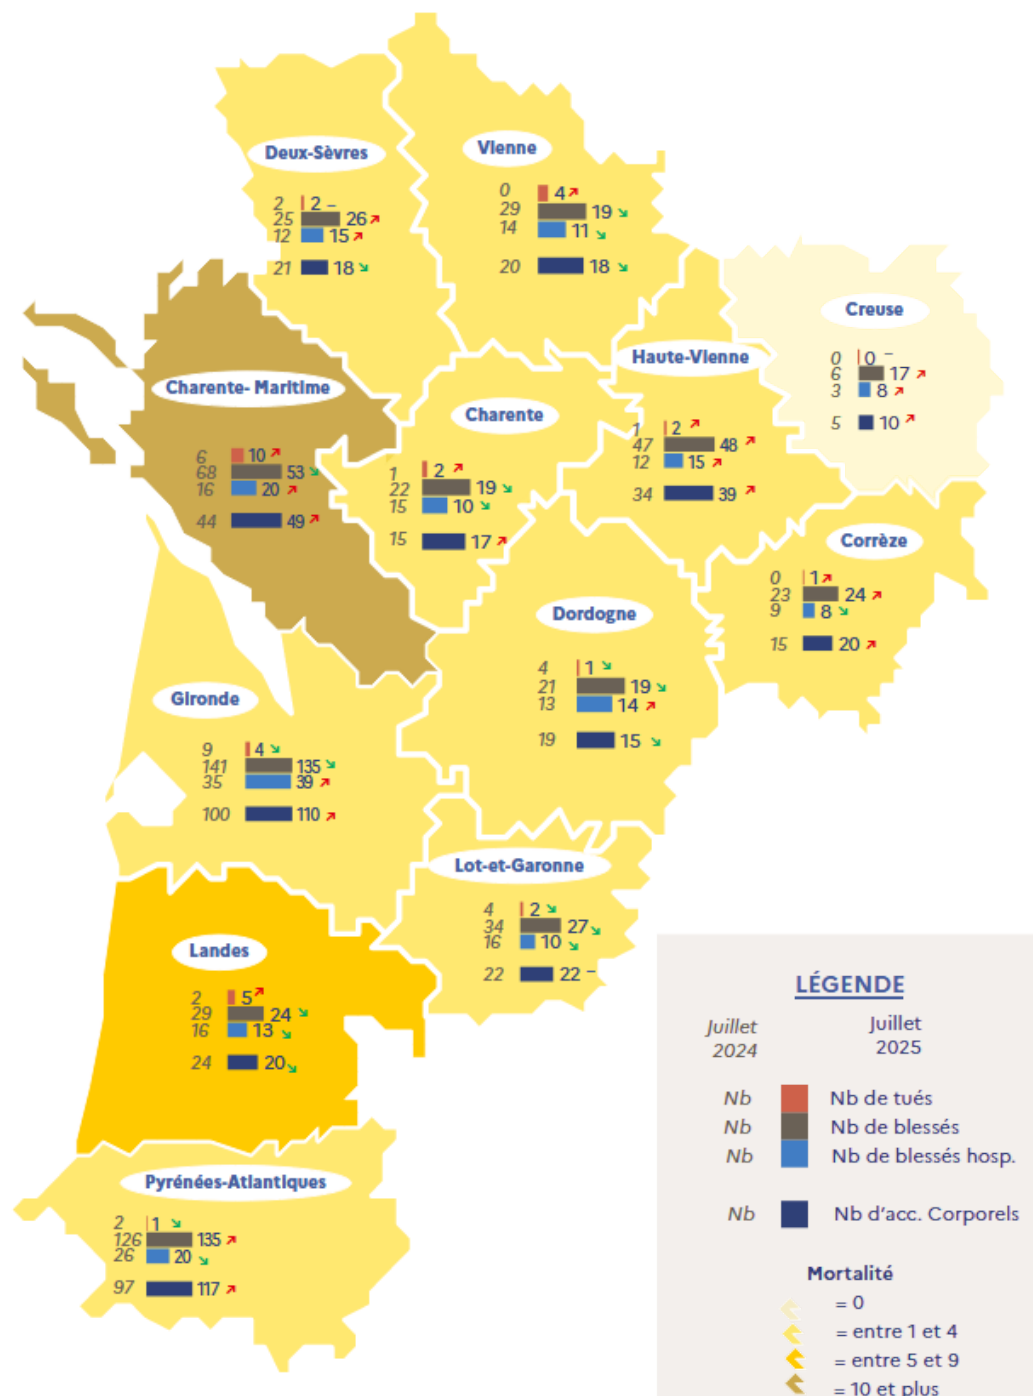 Deux-Sèvres
2 2 –
25 26
12 15
21 18
Vienne
0 4
29 19
14 11
20 18
Creuse
0 0 –
6 17
3 8
5 10
Haute-Vienne
1 2
47 48
12 15
34 39
Charente- Maritime
6 10
68 53
16 20
44 49
Charente
1 2
22 19
15 10
15 17
Corrèze
0 1
23 24
9 8
15 20
Dordogne
4 1
21 19
13 14
19 15
Gironde
9 4
141 135
35 39
100 110
Lot-et-Garonne
4 2
34 27
16 10
22 22 –
Landes
2 5
29 24
16 13
24 20
Pyrénées-Atlantiques
2 1
126 135
26 20
97 117
LÉGENDE
Juillet 2024
Juillet 2025
Nb Nb de tués
Nb Nb de blessés
Nb Nb de blessés hosp.
Nb Nb d'acc. Corporels
Mortalité
= 0
= entre 1 et 4
= entre 5 et 9
= 10 et plus